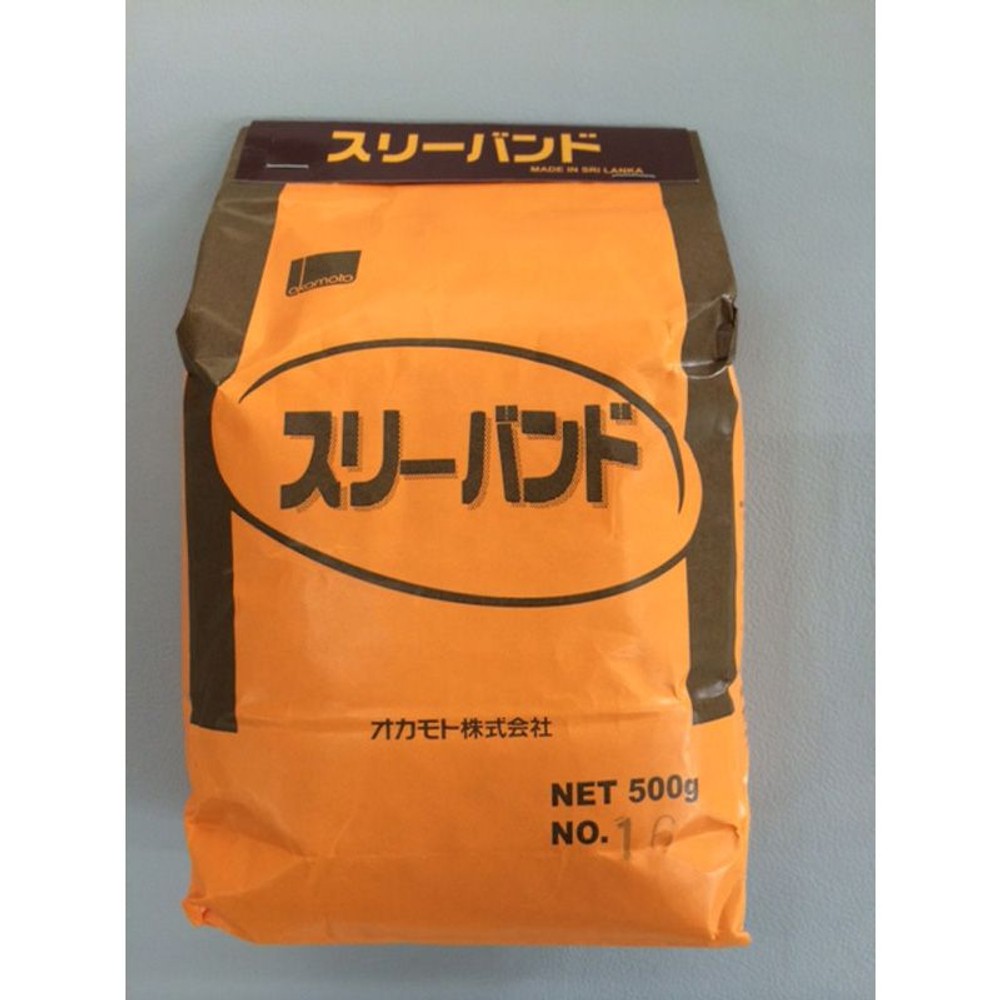 スリーバンド
MADE IN SRI LANKA
okamoto
スリーバンド
オカモト株式会社
NET 500g
NO. 16